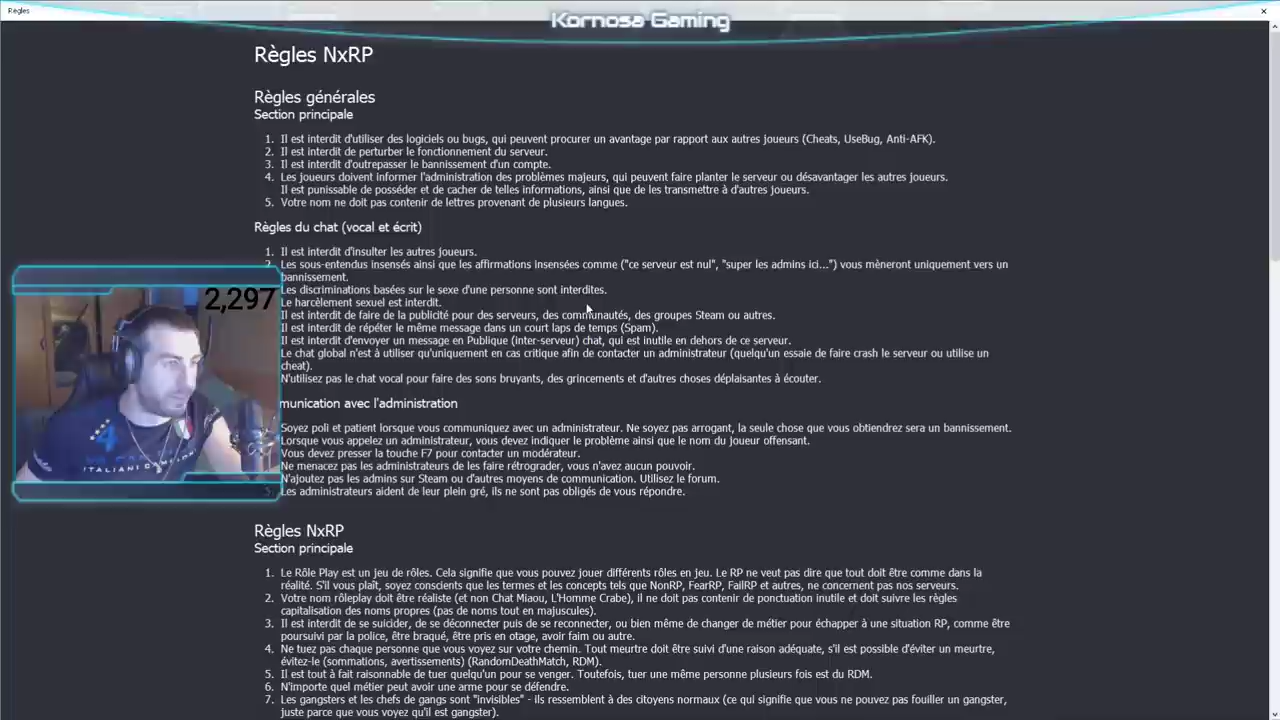 Règles
Kornosa Gaming
Règles NxRP
Règles générales
Section principale
1. Il est interdit d'utiliser des logiciels ou bugs, qui peuvent procurer un avantage par rapport aux autres joueurs (Cheats, UseBug, Anti-AFK).
2. Il est interdit de perturber le fonctionnement du serveur.
3. Il est interdit d'outrepasser le bannissement d'un compte.
4. Les joueurs doivent informer l'administration des problèmes majeurs, qui peuvent faire planter le serveur ou désavantager les autres joueurs.
Il est punissable de posséder et de cacher de telles informations, ainsi que de les transmettre à d'autres joueurs.
5. Votre nom ne doit pas contenir de lettres provenant de plusieurs langues.
Règles du chat (vocal et écrit)
1. Il est interdit d'insulter les autres joueurs.
2. Les sous-entendus insensés ainsi que les affirmations insensées comme ("ce serveur est nul", "super les admins ici...") vous mèneront uniquement vers un
bannissement.
Les discriminations basées sur le sexe d'une personne sont interdites.
Le harcèlement sexuel est interdit.
Il est interdit de faire de la publicité pour des serveurs, des communautés, des groupes Steam ou autres.
Il est interdit de répéter le même message dans un court laps de temps (Spam).
Il est interdit d'envoyer un message en Publique (inter-serveur) chat, qui est inutile en dehors de ce serveur.
Le chat global n'est à utiliser qu'uniquement en cas critique afin de contacter un administrateur (quelqu'un essaie de faire crash le serveur ou utilise un
cheat).
N'utilisez pas le chat vocal pour faire des sons bruyants, des grincements et d'autres choses déplaisantes à écouter.
2,297
munication avec l'administration
Soyez poli et patient lorsque vous communiquez avec un administrateur. Ne soyez pas arrogant, la seule chose que vous obtiendrez sera un bannissement.
Lorsque vous appelez un administrateur, vous devez indiquer le problème ainsi que le nom du joueur offensant.
Vous devez presser la touche F7 pour contacter un modérateur.
Ne menacez pas les administrateurs de les faire rétrograder, vous n'avez aucun pouvoir.
N'ajoutez pas les admins sur Steam ou d'autres moyens de communication. Utilisez le forum.
Les administrateurs aident de leur plein gré, ils ne sont pas obligés de vous répondre.
ITALIANI
Règles NxRP
Section principale
1. Le Rôle Play est un jeu de rôles. Cela signifie que vous pouvez jouer différents rôles en jeu. Le RP ne veut pas dire que tout doit être comme dans la
réalité. S'il vous plaît, soyez conscients que les termes et les concepts tels que NonRP, FearRP, FailRP et autres, ne concernent pas nos serveurs.
2. Votre nom rôleplay doit être réaliste (et non Chat Miaou, L'Homme Crabe), il ne doit pas contenir de ponctuation inutile et doit suivre les règles
capitalisation des noms propres (pas de noms tout en majuscules).
3. Il est interdit de se suicider, de se déconnecter puis de se reconnecter, ou bien même de changer de métier pour échapper à une situation RP, comme être
poursuivi par la police, être braqué, être pris en otage, avoir faim ou autre.
4. Ne tuez pas chaque personne que vous voyez sur votre chemin. Tout meurtre doit être suivi d'une raison adéquate, s'il est possible d'éviter un meurtre,
évitez-le (sommations, avertissements) (RandomDeathMatch, RDM).
5. Il est tout à fait raisonnable de tuer quelqu'un pour se venger. Toutefois, tuer une même personne plusieurs fois est du RDM.
6. N'importe quel métier peut avoir une arme pour se défendre.
7. Les gangsters et les chefs de gangs sont "invisibles" - ils ressemblent à des citoyens normaux (ce qui signifie que vous ne pouvez pas fouiller un gangster,
juste parce que vous voyez qu'il est gangster).